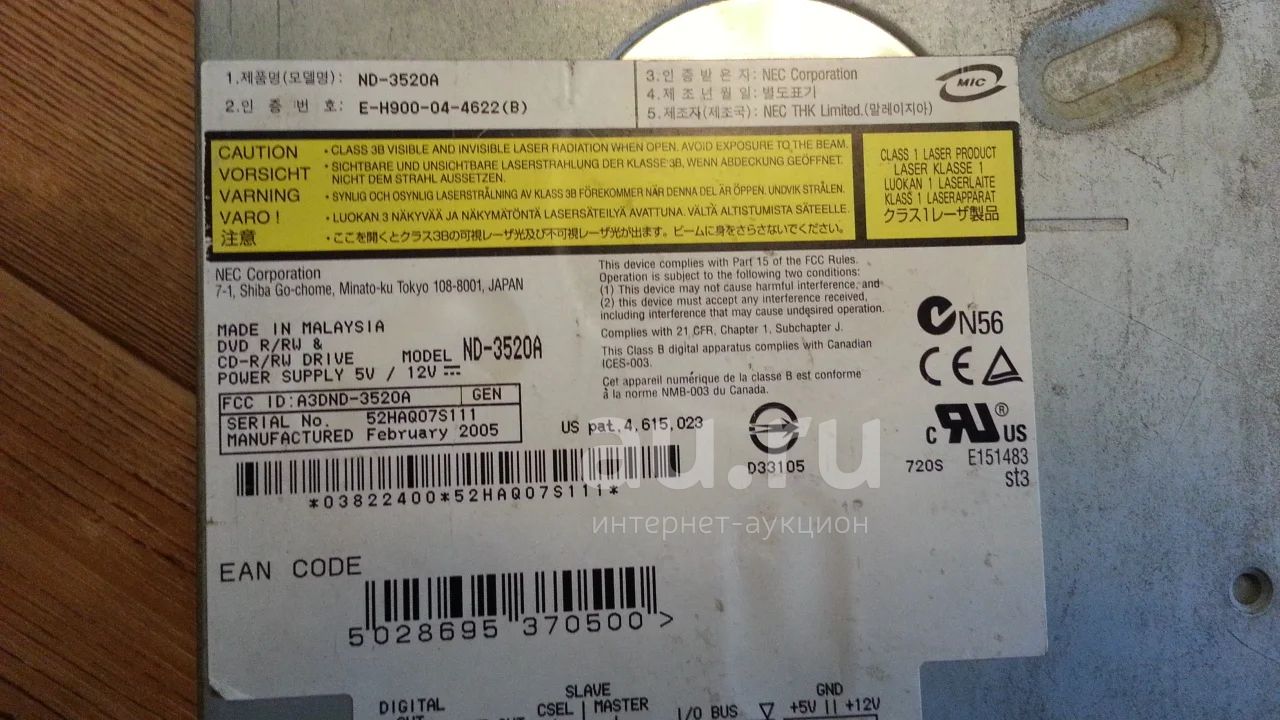 1.제품명(모델명): ND-3520A
2.인 증 번 호: E-H900-04-4622(B)
3.인 증 받 은 자: NEC Corporation
4.제 조 년 월 일: 별도표기
5.제조자(제조국): NEC THK Limited.(말레이지아)
MIC
CAUTION • CLASS 3B VISIBLE AND INVISIBLE LASER RADIATION WHEN OPEN. AVOID EXPOSURE TO THE BEAM.
VORSICHT • SICHTBARE UND UNSICHTBARE LASERSTRAHLUNG DER KLASSE 3B, WENN ABDECKUNG GEÖFFNET.
NICHT DEM STRAHL AUSSETZEN.
VARNING • SYNLIG OCH OSYNLIG LASERSTRÅLNING AV KLASS 3B FÖREKOMMER NÄR DENNA DEL ÄR ÖPPEN. UNDVIK STRÅLEN.
VARO ! • LUOKAN 3 NÄKYVÄÄ JA NÄKYMÄTÖNTÄ LASERSÄTEILYÄ AVATTUNA. VÄLTÄ ALTISTUMISTA SÄTEELLE.
注意 • ここを開くとクラス3Bの可視レーザ光及び不可視レーザ光が出ます。ビームに身をさらさないでください。
CLASS 1 LASER PRODUCT
LASER KLASSE 1
LUOKAN 1 LASERLAITE
KLASS 1 LASERAPPARAT
クラス1レーザ製品
NEC Corporation
7-1, Shiba Go-chome, Minato-ku Tokyo 108-8001, JAPAN
MADE IN MALAYSIA
DVD R/RW &
CD-R/RW DRIVE MODEL ND-3520A
POWER SUPPLY 5V / 12V
FCC ID:A3DND-3520A GEN
SERIAL No. 52HAQ07S111
MANUFACTURED February 2005
This device complies with Part 15 of the FCC Rules.
Operation is subject to the following two conditions:
(1) This device may not cause harmful interference, and
(2) this device must accept any interference received,
including interference that may cause undesired operation.
Complies with 21 CFR, Chapter 1, Subchapter J.
This Class B digital apparatus complies with Canadian
ICES-003.
Cet appareil numérique de la classe B est conforme
à la norme NMB-003 du Canada.
N56
CE
US pat.4,615,023
D33105
c RU ® US
720S E151483
st3
*03822400*52HAQ07S111*
1P
au.ru
интернет-аукцион
EAN CODE
5 028695 370500 >
DIGITAL
SLAVE
CSEL | MASTER
I/O BUS
GND
+5V || +12V